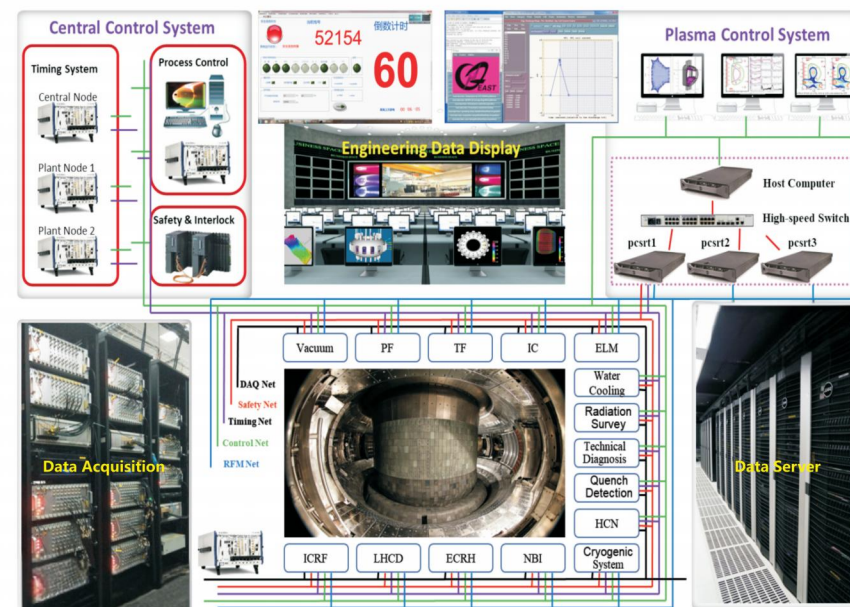 Central Control System
Timing System
Central Node
Plant Node 1
Plant Node 2
Process Control
Safety & Interlock
52154
倒数计时
60
EAST
Engineering Data Display
Plasma Control System
Host Computer
High-speed Switch
pcsrt1
pcsrt2
pcsrt3
Vacuum
PF
TF
IC
ELM
Water
Cooling
Radiation
Survey
Technical
Diagnosis
Quench
Detection
HCN
Cryogenic
System
DAQ Net
Safety Net
Timing Net
Control Net
RFM Net
ICRF
LHCD
ECRH
NBI
Data Acquisition
Data Server